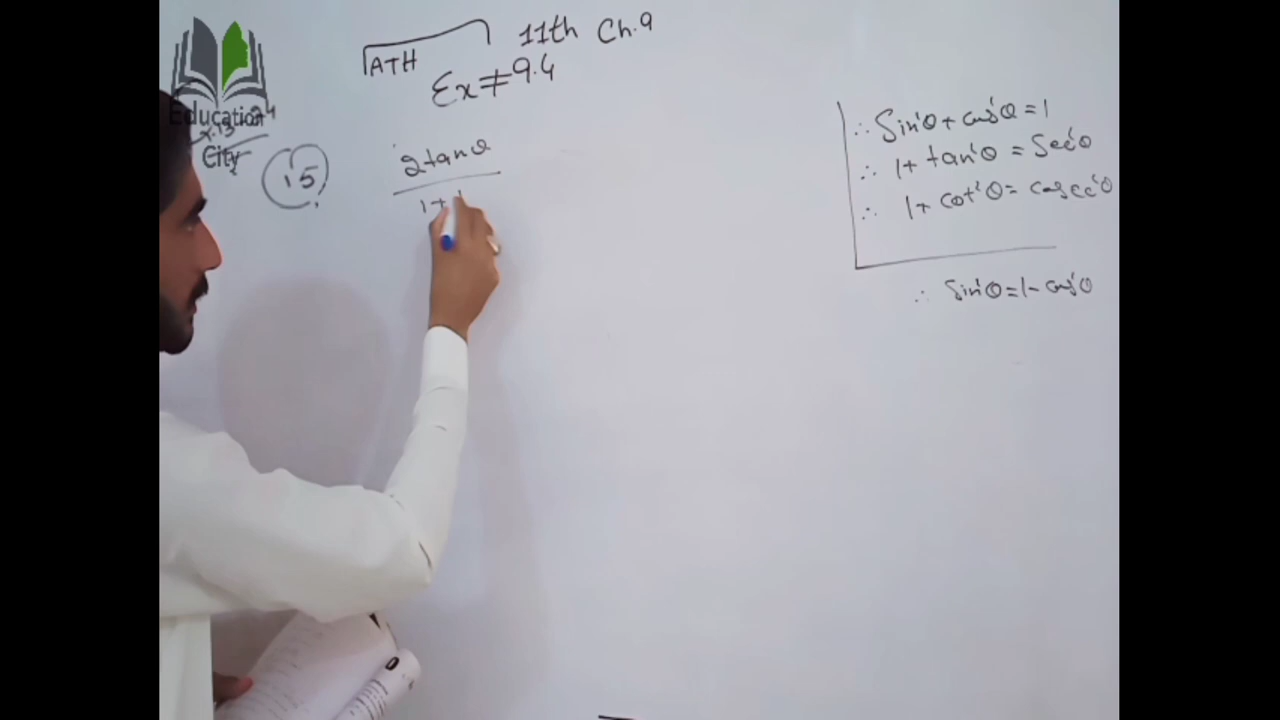 11th Ch.9
MATH
Ex≠9.4
Education
City
15
2tanθ
1+
∴ Sin²θ+cos²θ=1
∴ 1+tan²θ=Sec²θ
∴ 1+cot²θ=cosec²θ
∴ Sin²θ=1-cos²θ